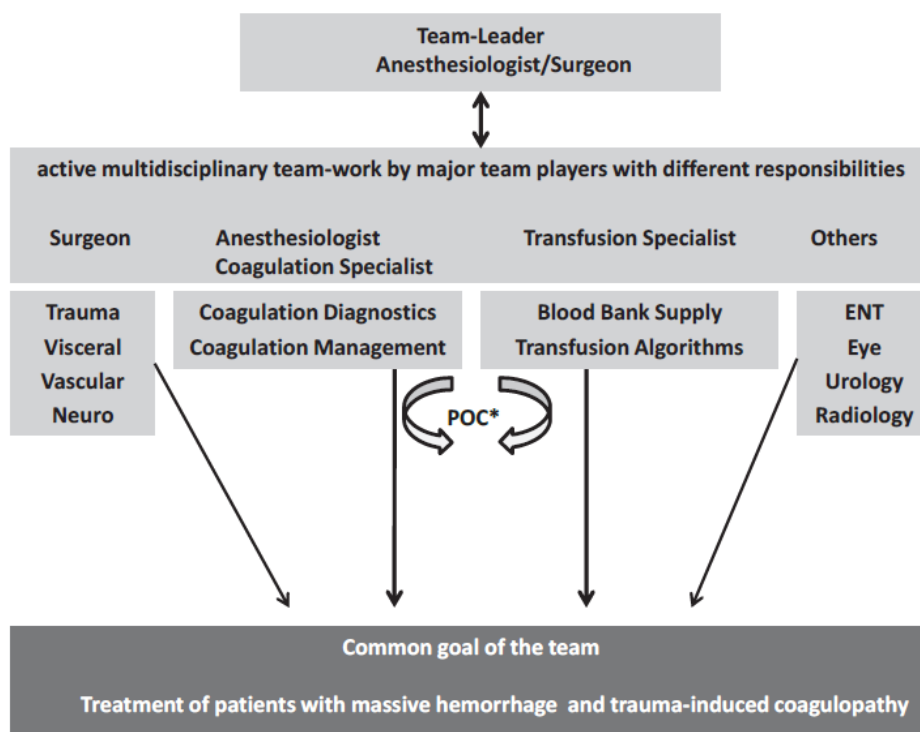 Team-Leader
Anesthesiologist/Surgeon
active multidisciplinary team-work by major team players with different responsibilities
Surgeon
Anesthesiologist
Coagulation Specialist
Transfusion Specialist
Others
Trauma
Visceral
Vascular
Neuro
Coagulation Diagnostics
Coagulation Management
Blood Bank Supply
Transfusion Algorithms
ENT
Eye
Urology
Radiology
POC*
Common goal of the team
Treatment of patients with massive hemorrhage and trauma-induced coagulopathy